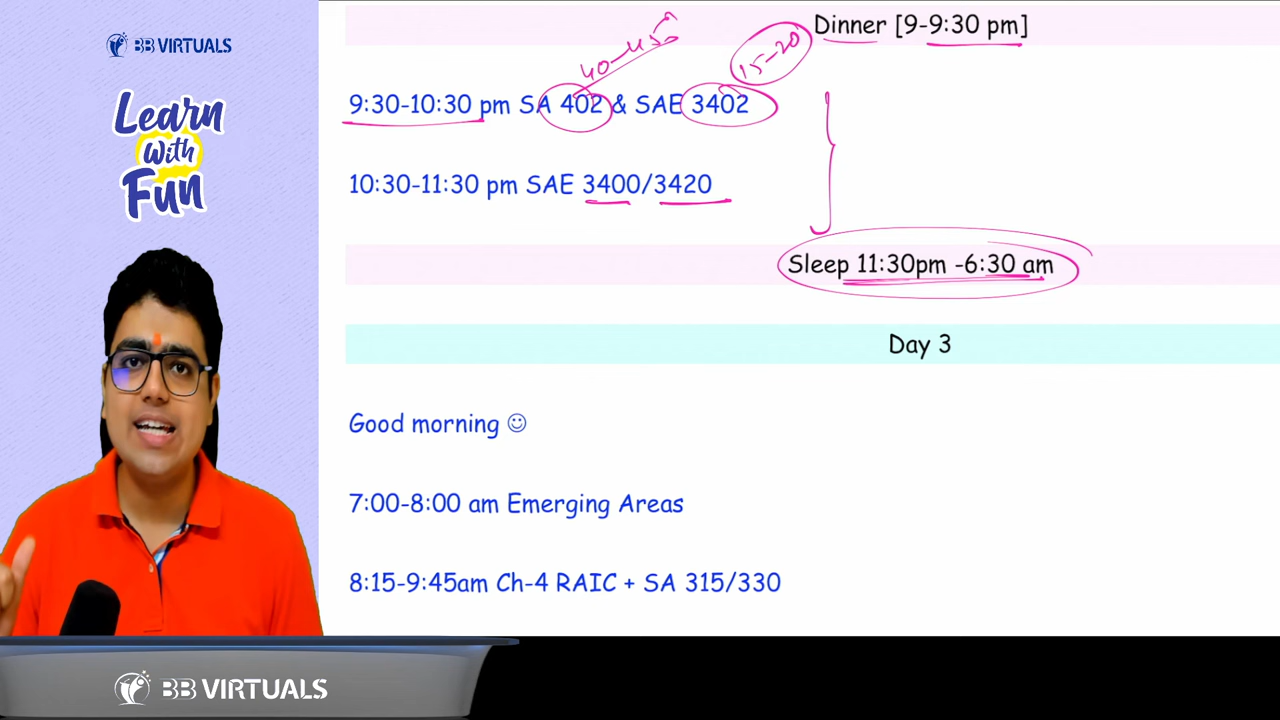 BB VIRTUALS
Learn
With
Fun
Dinner [9-9:30 pm]
40-45
15-20
9:30-10:30 pm SA 402 & SAE 3402
10:30-11:30 pm SAE 3400/3420
Sleep 11:30pm -6:30 am
Day 3
Good morning ☺
7:00-8:00 am Emerging Areas
8:15-9:45am Ch-4 RAIC + SA 315/330
BB VIRTUALS